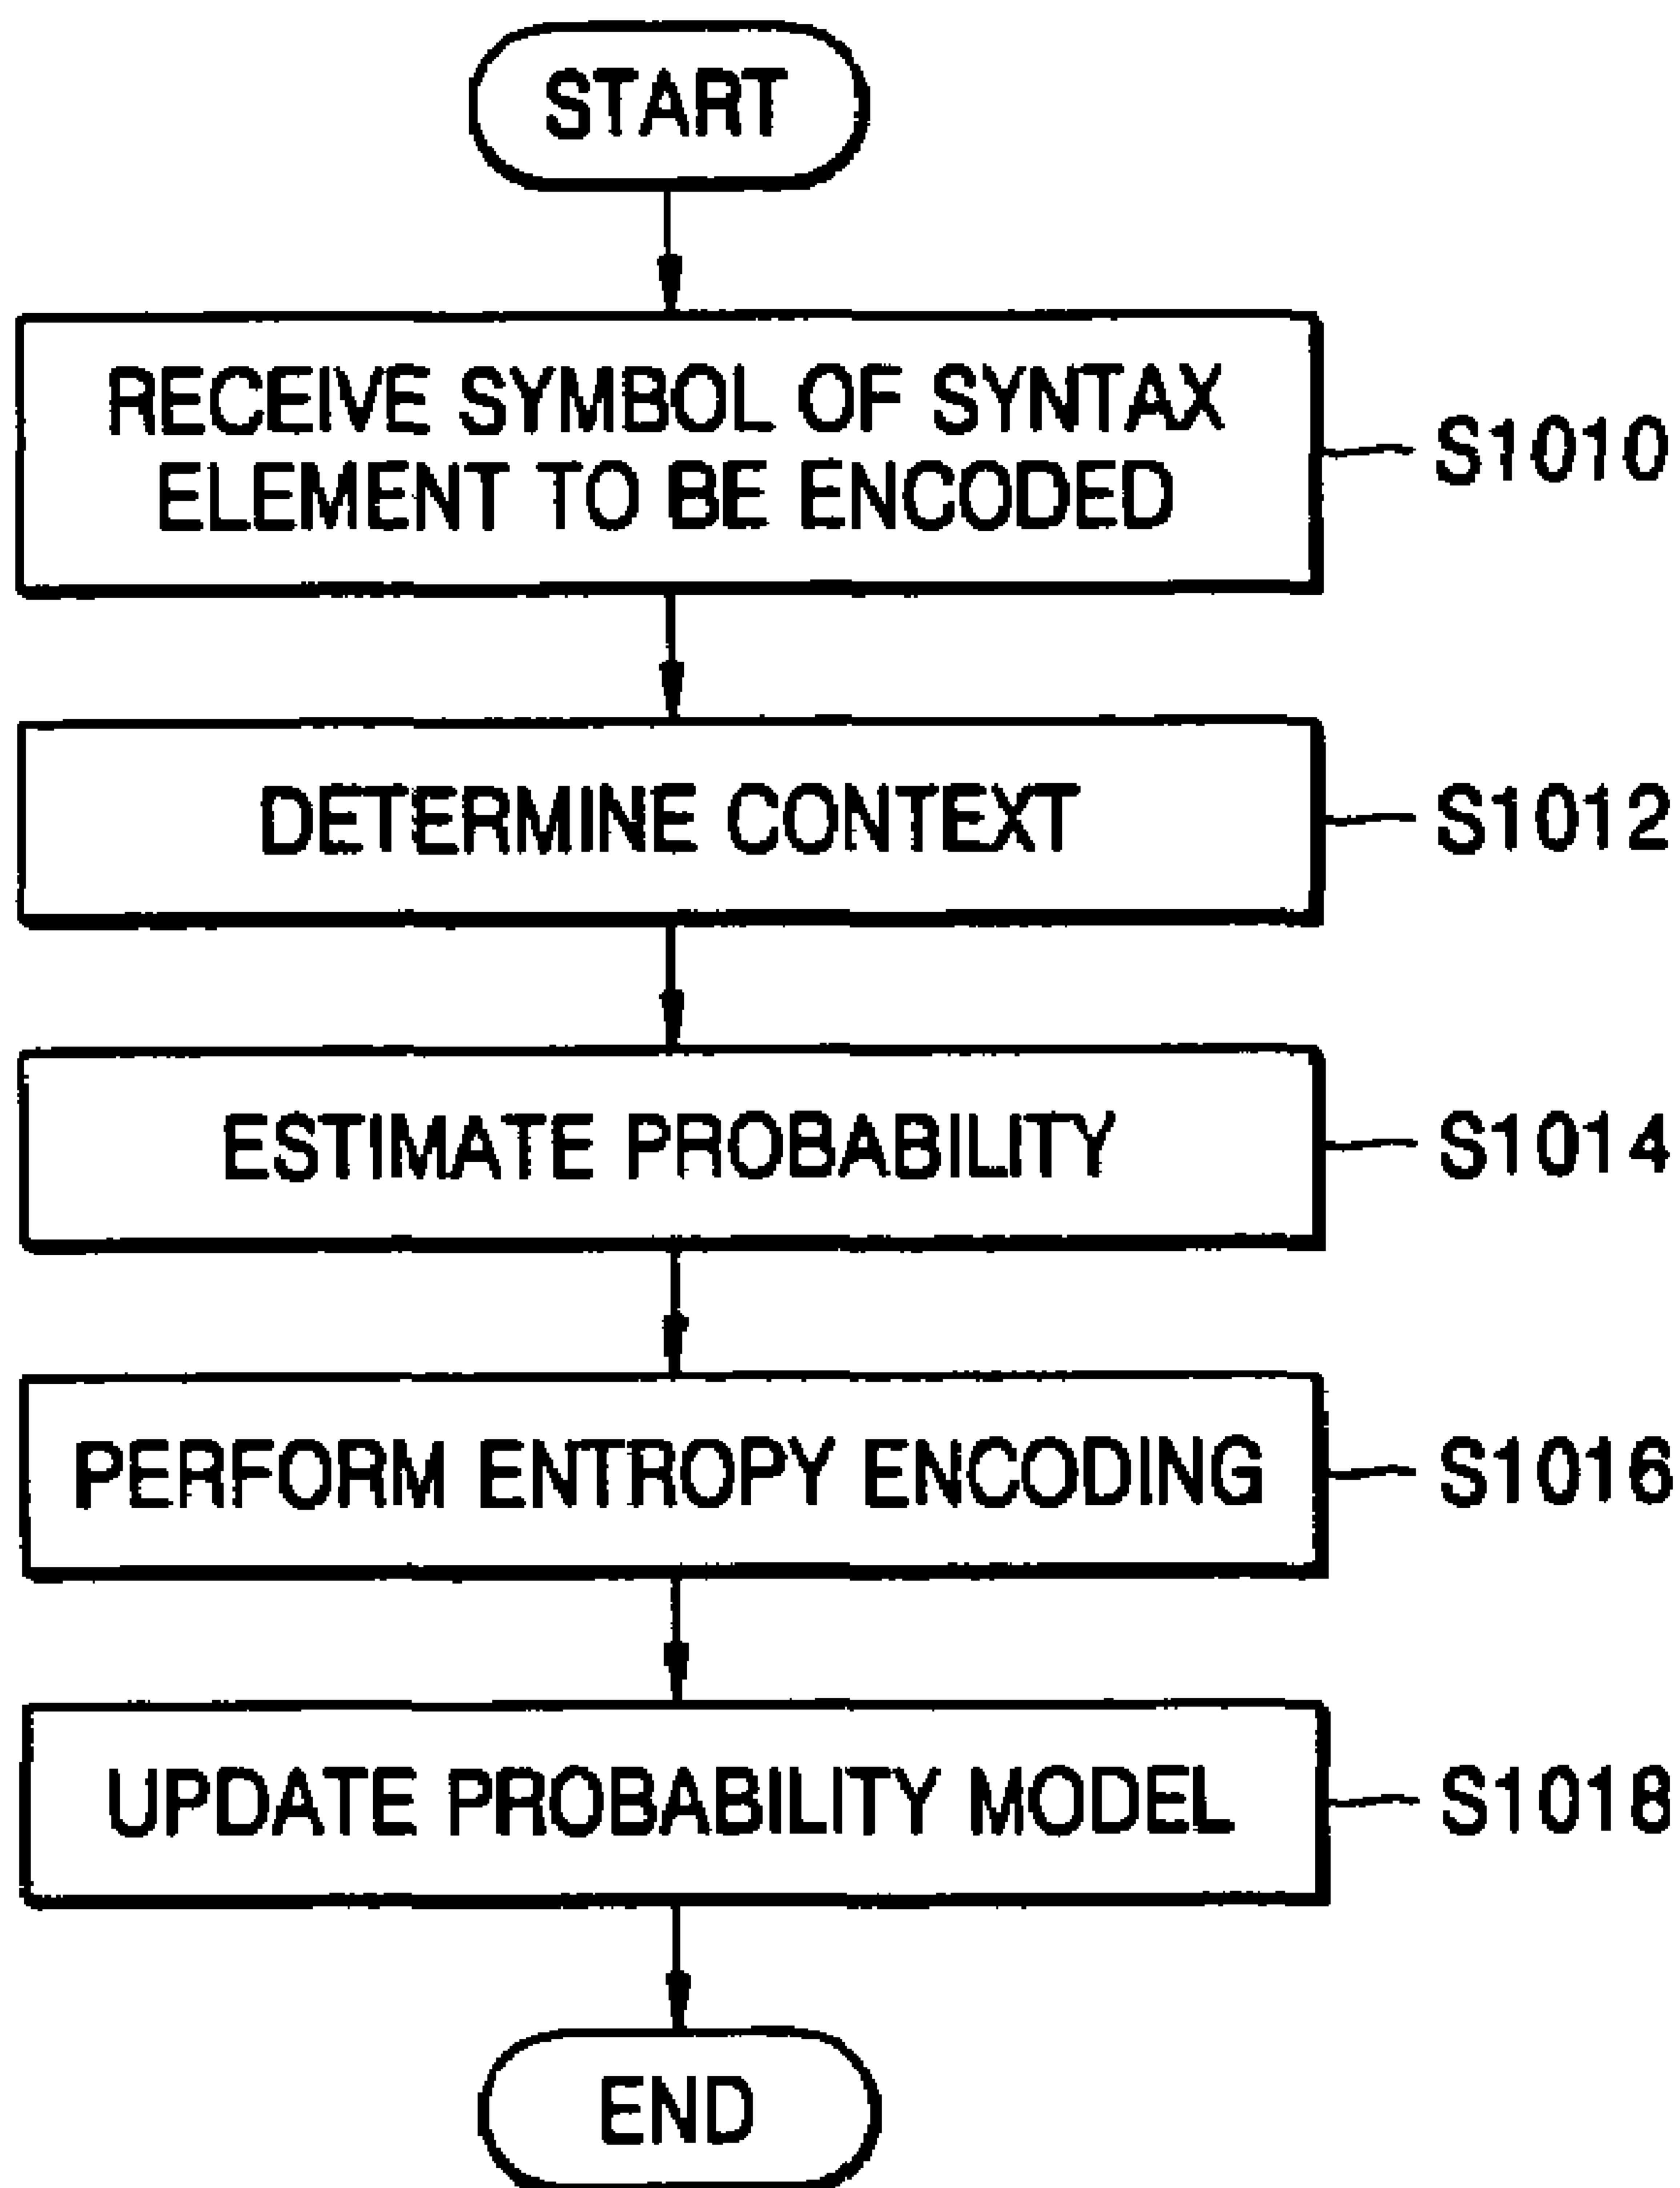 START
RECEIVE SYMBOL OF SYNTAX
ELEMENT TO BE ENCODED
S1010
DETERMINE CONTEXT
S1012
ESTIMATE PROBABILITY
S1014
PERFORM ENTROPY ENCODING
S1016
UPDATE PROBABILITY MODEL
S1018
END